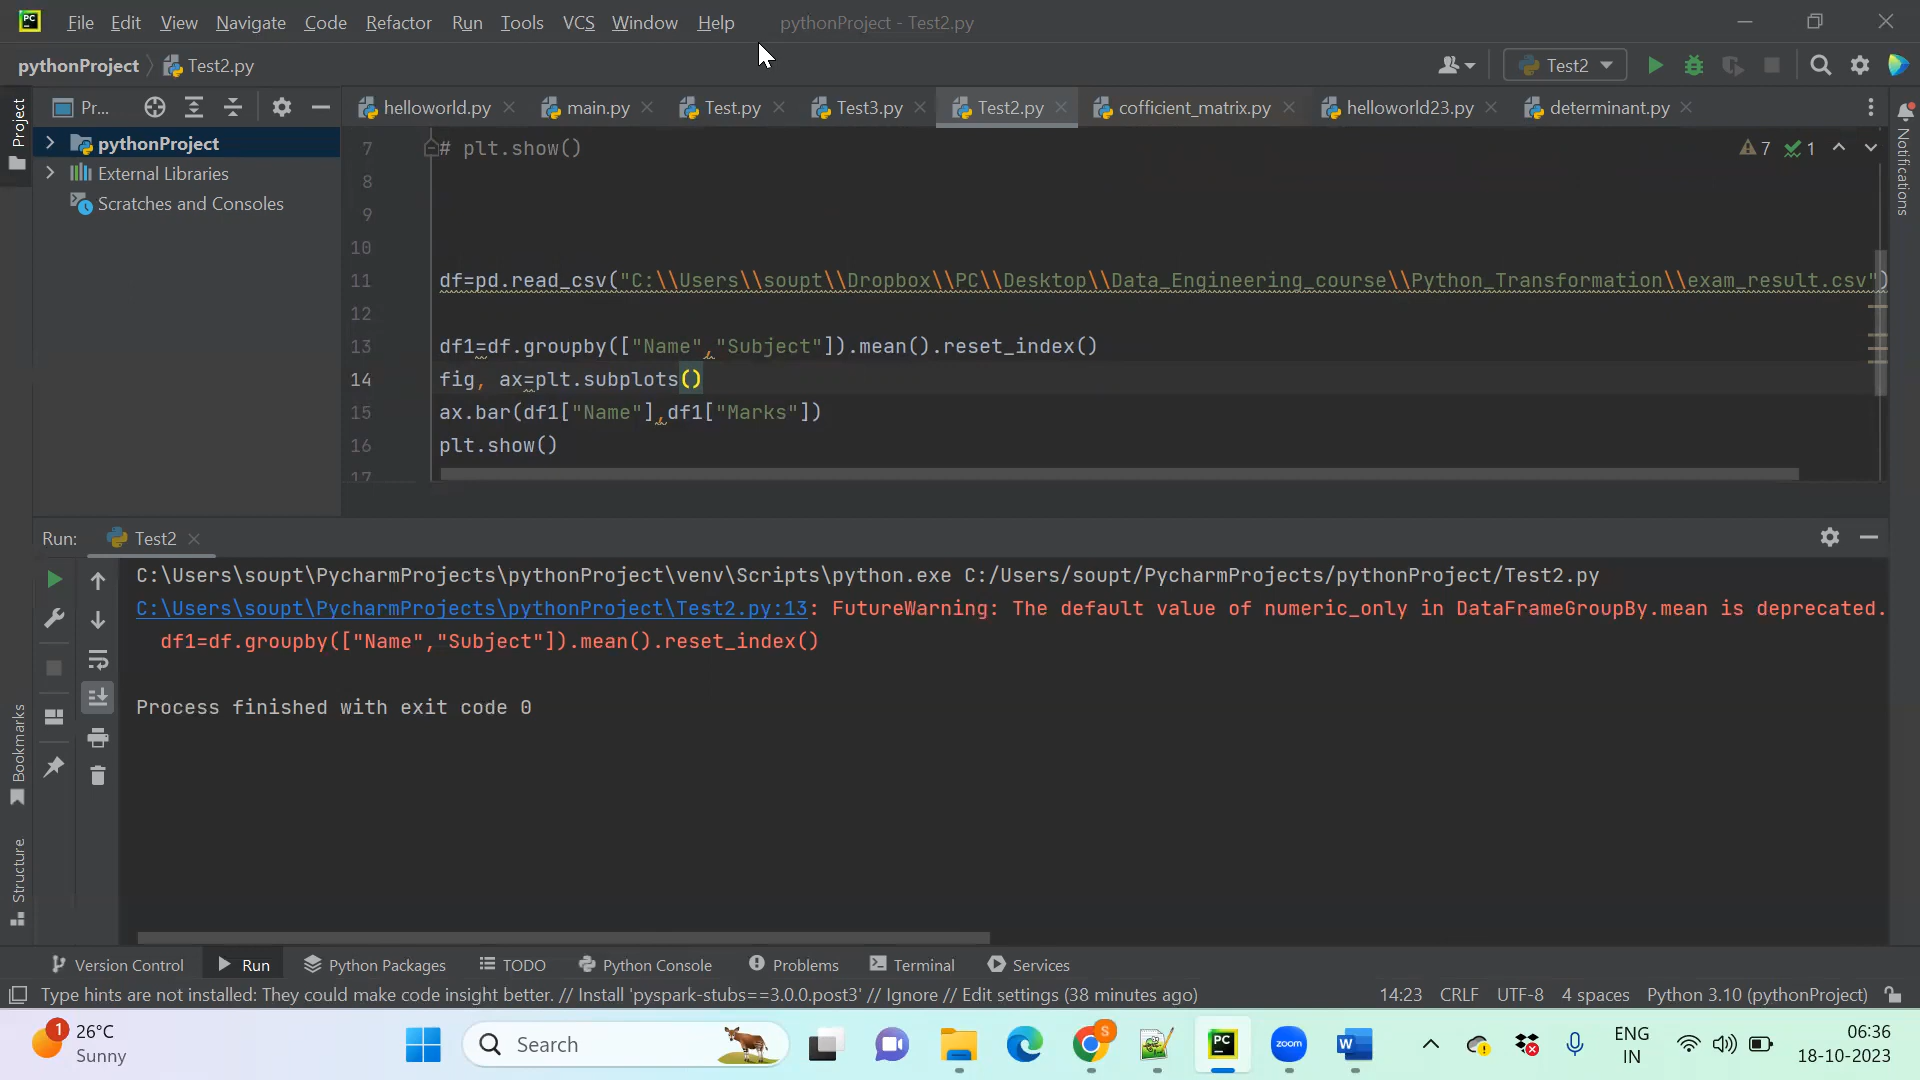 PC File Edit View Navigate Code Refactor Run Tools VCS Window Help pythonProject - Test2.py
pythonProject Test2.py Test2
Pr... helloworld.py main.py Test.py Test3.py Test2.py cofficient_matrix.py helloworld23.py determinant.py
Project
Notifications
pythonProject
External Libraries
Scratches and Consoles
7 # plt.show() 7 1
8
9
10
11 df=pd.read_csv("C:\\Users\\soupt\\Dropbox\\PC\\Desktop\\Data_Engineering_course\\Python_Transformation\\exam_result.csv")
12
13 df1=df.groupby(["Name","Subject"]).mean().reset_index()
14 fig, ax=plt.subplots()
15 ax.bar(df1["Name"],df1["Marks"])
16 plt.show()
17
Run: Test2
C:\Users\soupt\PycharmProjects\pythonProject\venv\Scripts\python.exe C:/Users/soupt/PycharmProjects/pythonProject/Test2.py
C:\Users\soupt\PycharmProjects\pythonProject\Test2.py:13: FutureWarning: The default value of numeric_only in DataFrameGroupBy.mean is deprecated.
df1=df.groupby(["Name","Subject"]).mean().reset_index()
Process finished with exit code 0
Bookmarks
Structure
Version Control Run Python Packages TODO Python Console Problems Terminal Services
Type hints are not installed: They could make code insight better. // Install 'pyspark-stubs==3.0.0.post3' // Ignore // Edit settings (38 minutes ago) 14:23 CRLF UTF-8 4 spaces Python 3.10 (pythonProject)
1 26°C
Sunny
Search
S
PC
zoom
W
ENG
IN
06:36
18-10-2023